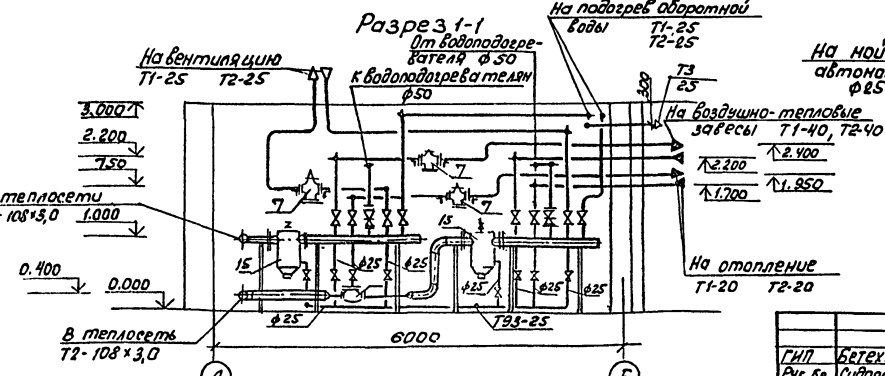 Разрез 1-1
На подогрев оборотной
воды Т1-25
Т2-25
На вентиляцию
Т1-25 Т2-25
От водоподогре-
вателя ф50
К водоподогревателям
ф50
На мой
автома
ф25
300
Т3
25
На воздушно-тепловые
завесы Т1-40, Т2-40
3.000
2.200
750
1.000
теплосети
108×3,0
0.400
0.000
2.400
2.200
1.950
1.700
7
7
7
15
15
2
ф25
ф25
ф25
ф25
ф25
ф25
Т93-25
На отопление
Т1-20 Т2-20
В теплосеть
Т2-108×3,0
6000
ГИП Бетех